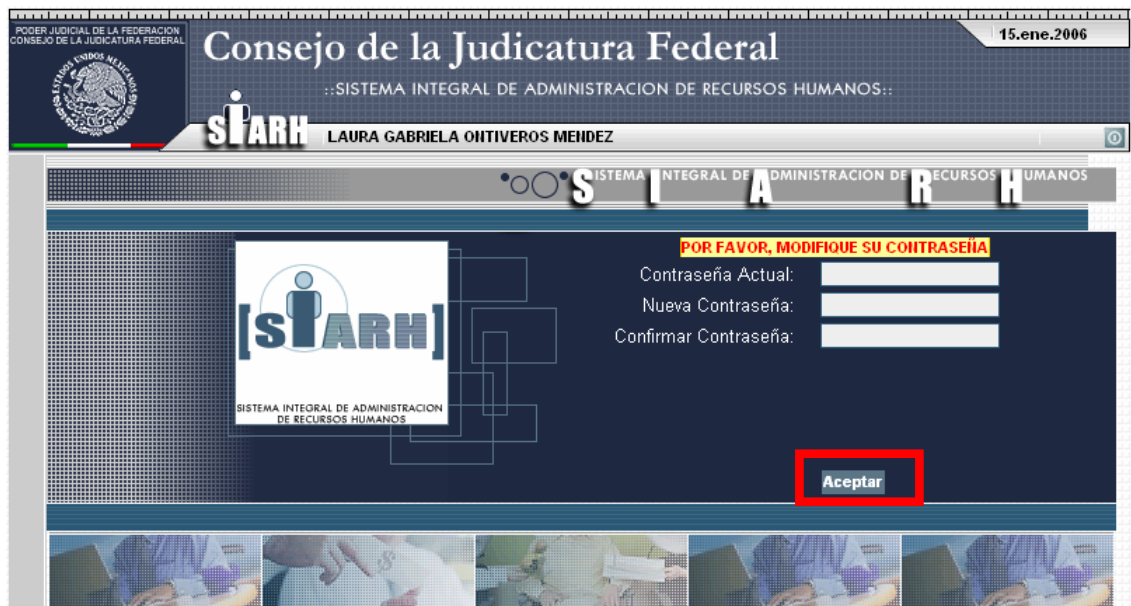 PODER JUDICIAL DE LA FEDERACION
CONSEJO DE LA JUDICATURA FEDERAL
Consejo de la Judicatura Federal
15.ene.2006
::SISTEMA INTEGRAL DE ADMINISTRACION DE RECURSOS HUMANOS::
SIARH
LAURA GABRIELA ONTIVEROS MENDEZ
SISTEMA INTEGRAL DE ADMINISTRACION DE RECURSOS HUMANOS
POR FAVOR, MODIFIQUE SU CONTRASEÑA
Contraseña Actual:
Nueva Contraseña:
Confirmar Contraseña:
[SIARH]
SISTEMA INTEGRAL DE ADMINISTRACION
DE RECURSOS HUMANOS
Aceptar